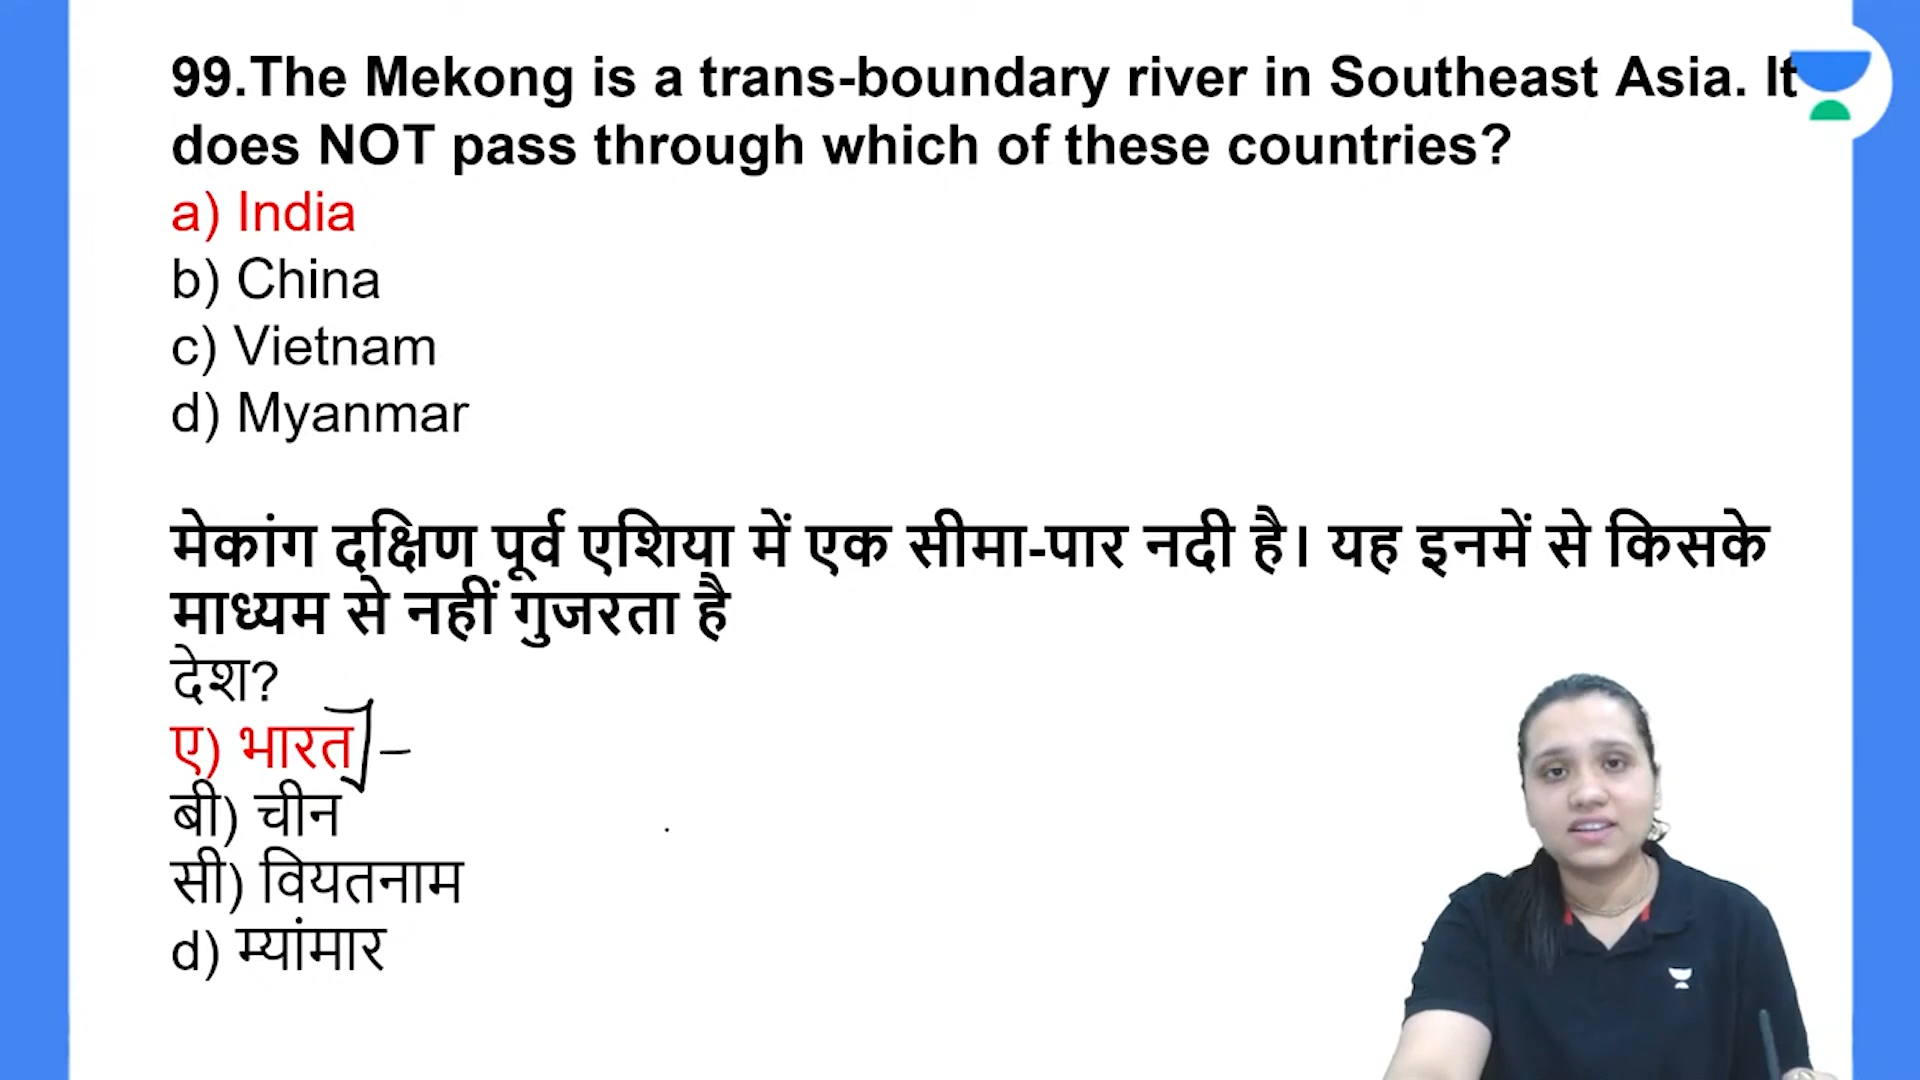 99.The Mekong is a trans-boundary river in Southeast Asia. It
does NOT pass through which of these countries?
a) India
b) China
c) Vietnam
d) Myanmar
मेकांग दक्षिण पूर्व एशिया में एक सीमा-पार नदी है। यह इनमें से किसके
माध्यम से नहीं गुजरता है
देश?
ए) भारत
बी) चीन
सी) वियतनाम
d) म्यांमार